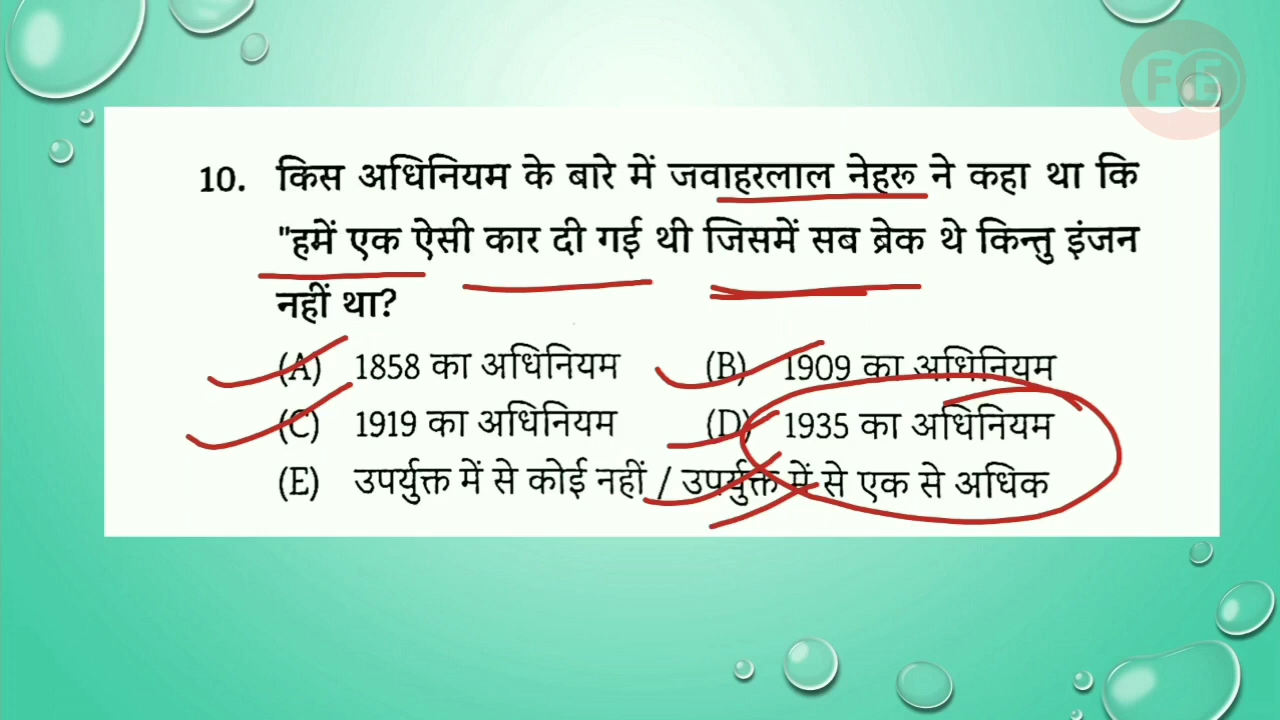 FG
10. किस अधिनियम के बारे में जवाहरलाल नेहरू ने कहा था कि
"हमें एक ऐसी कार दी गई थी जिसमें सब ब्रेक थे किन्तु इंजन
नहीं था?
(A) 1858 का अधिनियम (B) 1909 का अधिनियम
(C) 1919 का अधिनियम (D) 1935 का अधिनियम
(E) उपर्युक्त में से कोई नहीं / उपर्युक्त में से एक से अधिक